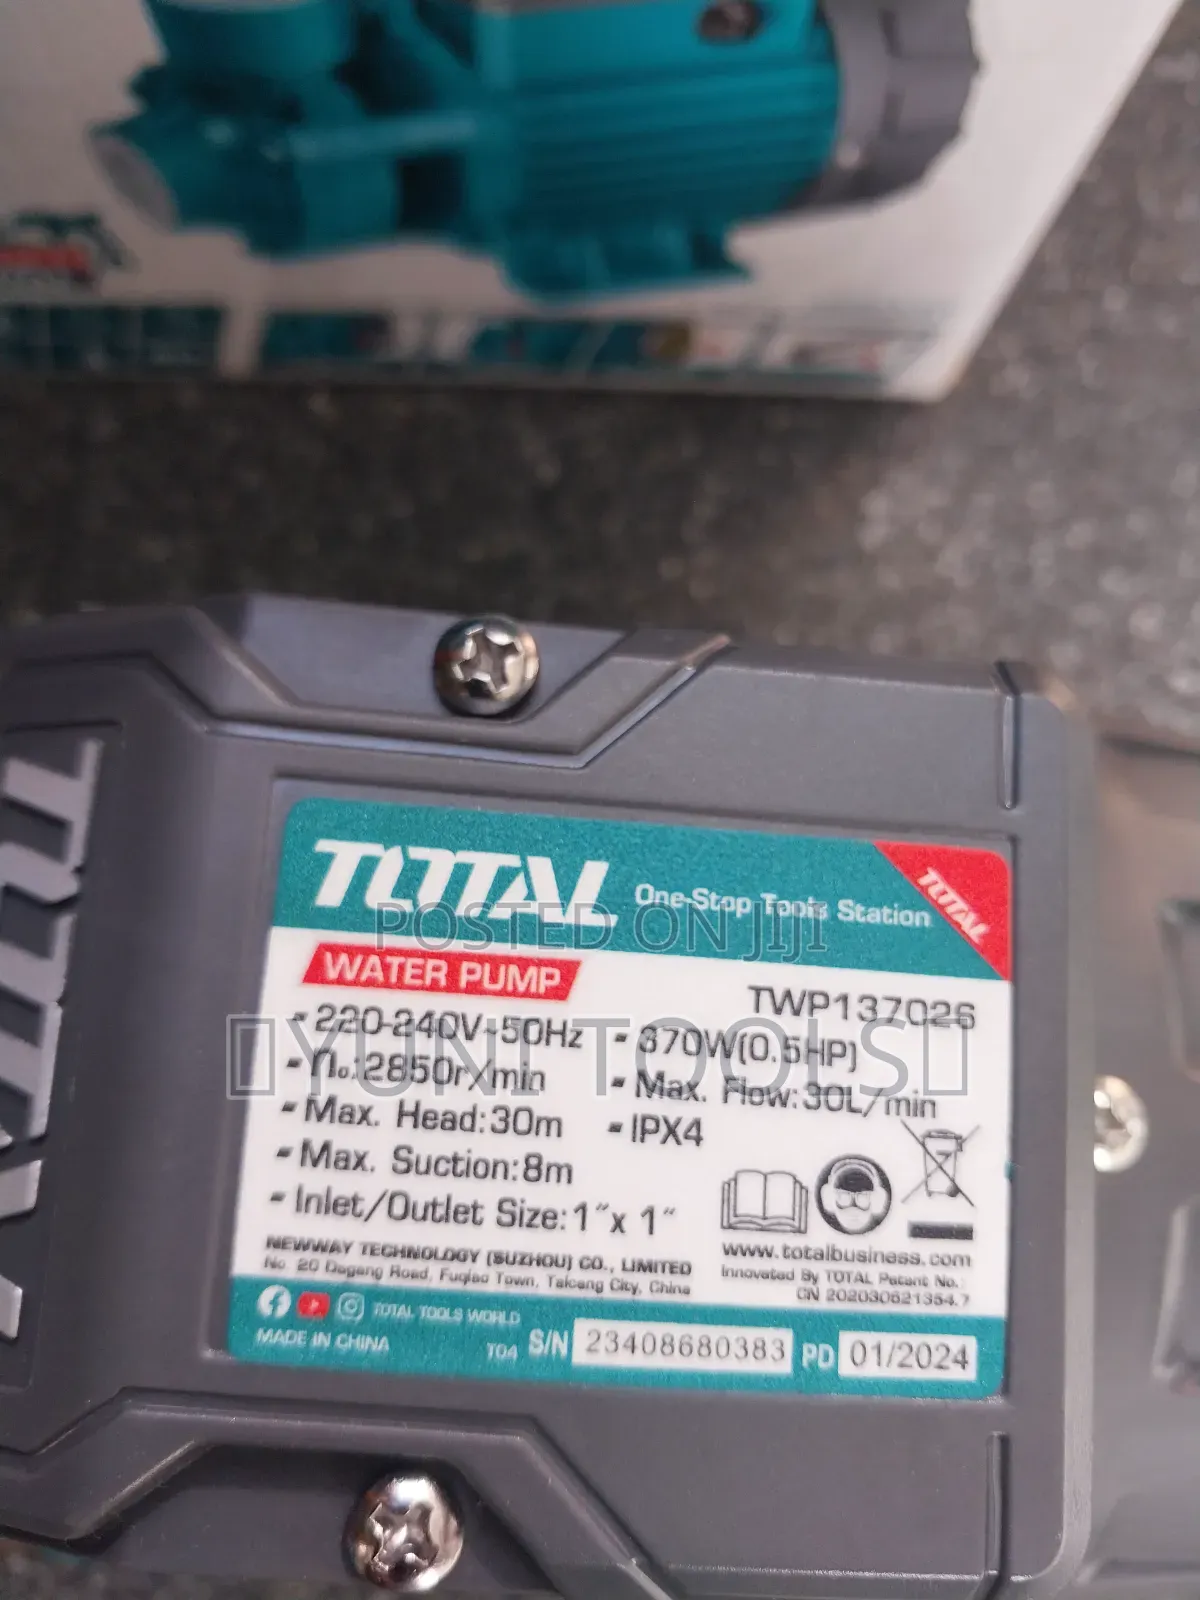 TOTAL One-Stop Tools Station
TOTAL
POSTED ON JIJI
WATER PUMP
TWP137026
- 220-240V~50Hz - 370W(0.5HP)
YUNI TOOLS
- n₀:2850r/min - Max. Flow:30L/min
- Max. Head:30m - IPX4
- Max. Suction:8m
- Inlet/Outlet Size:1"x 1"
www.totalbusiness.com
NEWWAY TECHNOLOGY (SUZHOU) CO., LIMITED
Innovated By TOTAL Patent No.:
No. 20 Dagang Road, Fuqiao Town, Taicang City, China
CN 202030621354.7
TOTAL TOOLS WORLD
MADE IN CHINA
T04 S/N 23408680383 PD 01/2024
TOTAL